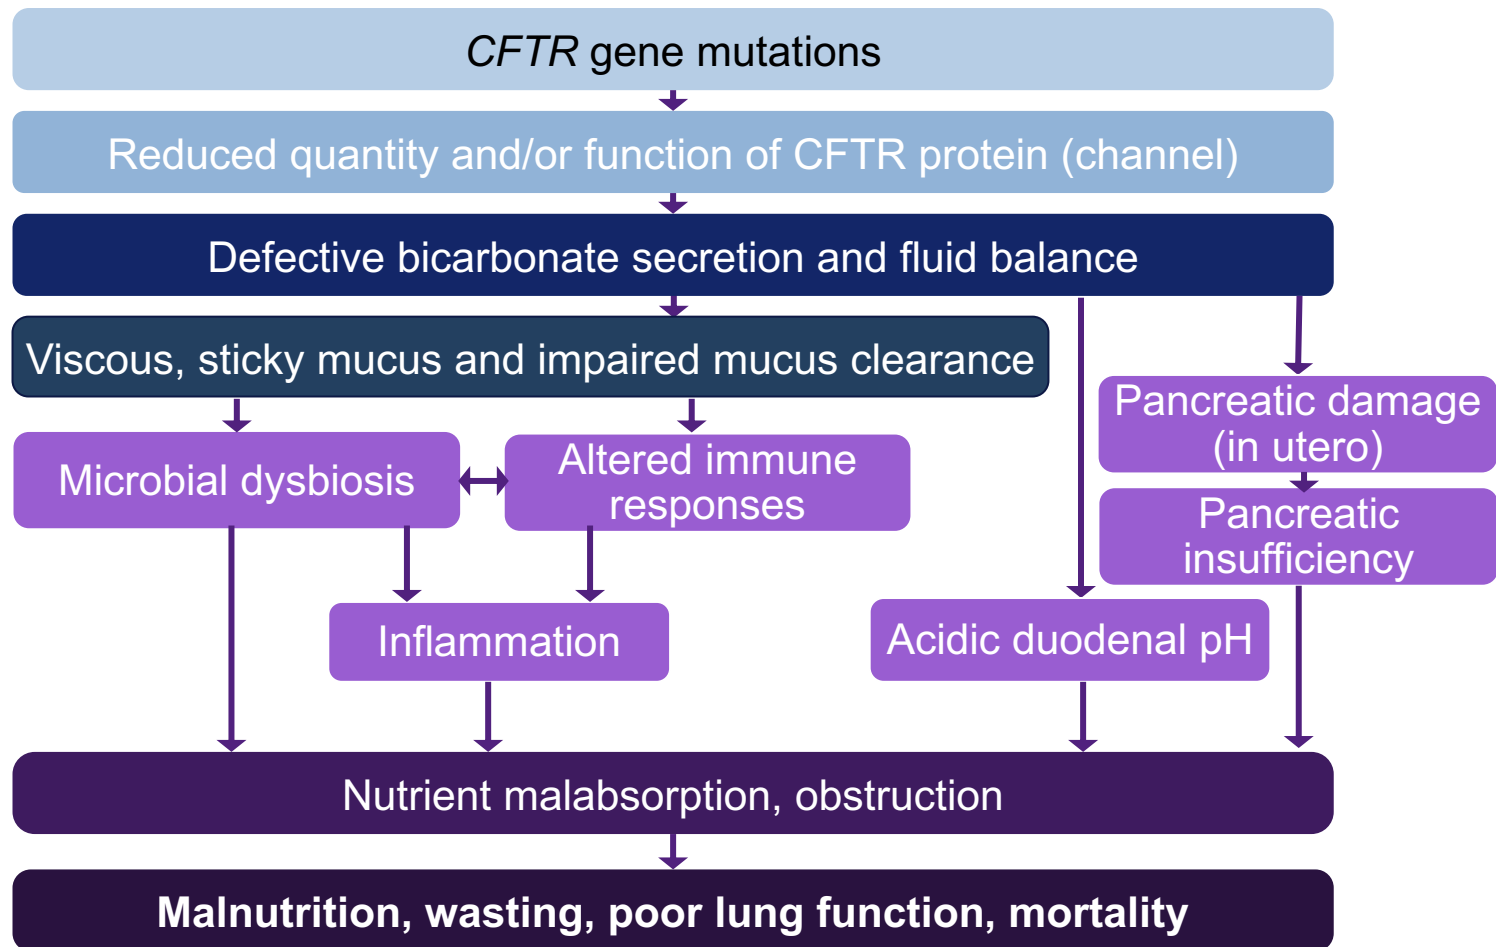 CFTR gene mutations
Reduced quantity and/or function of CFTR protein (channel)
Defective bicarbonate secretion and fluid balance
Viscous, sticky mucus and impaired mucus clearance
Pancreatic damage
(in utero)
Microbial dysbiosis
Altered immune
responses
Pancreatic
insufficiency
Inflammation
Acidic duodenal pH
Nutrient malabsorption, obstruction
Malnutrition, wasting, poor lung function, mortality